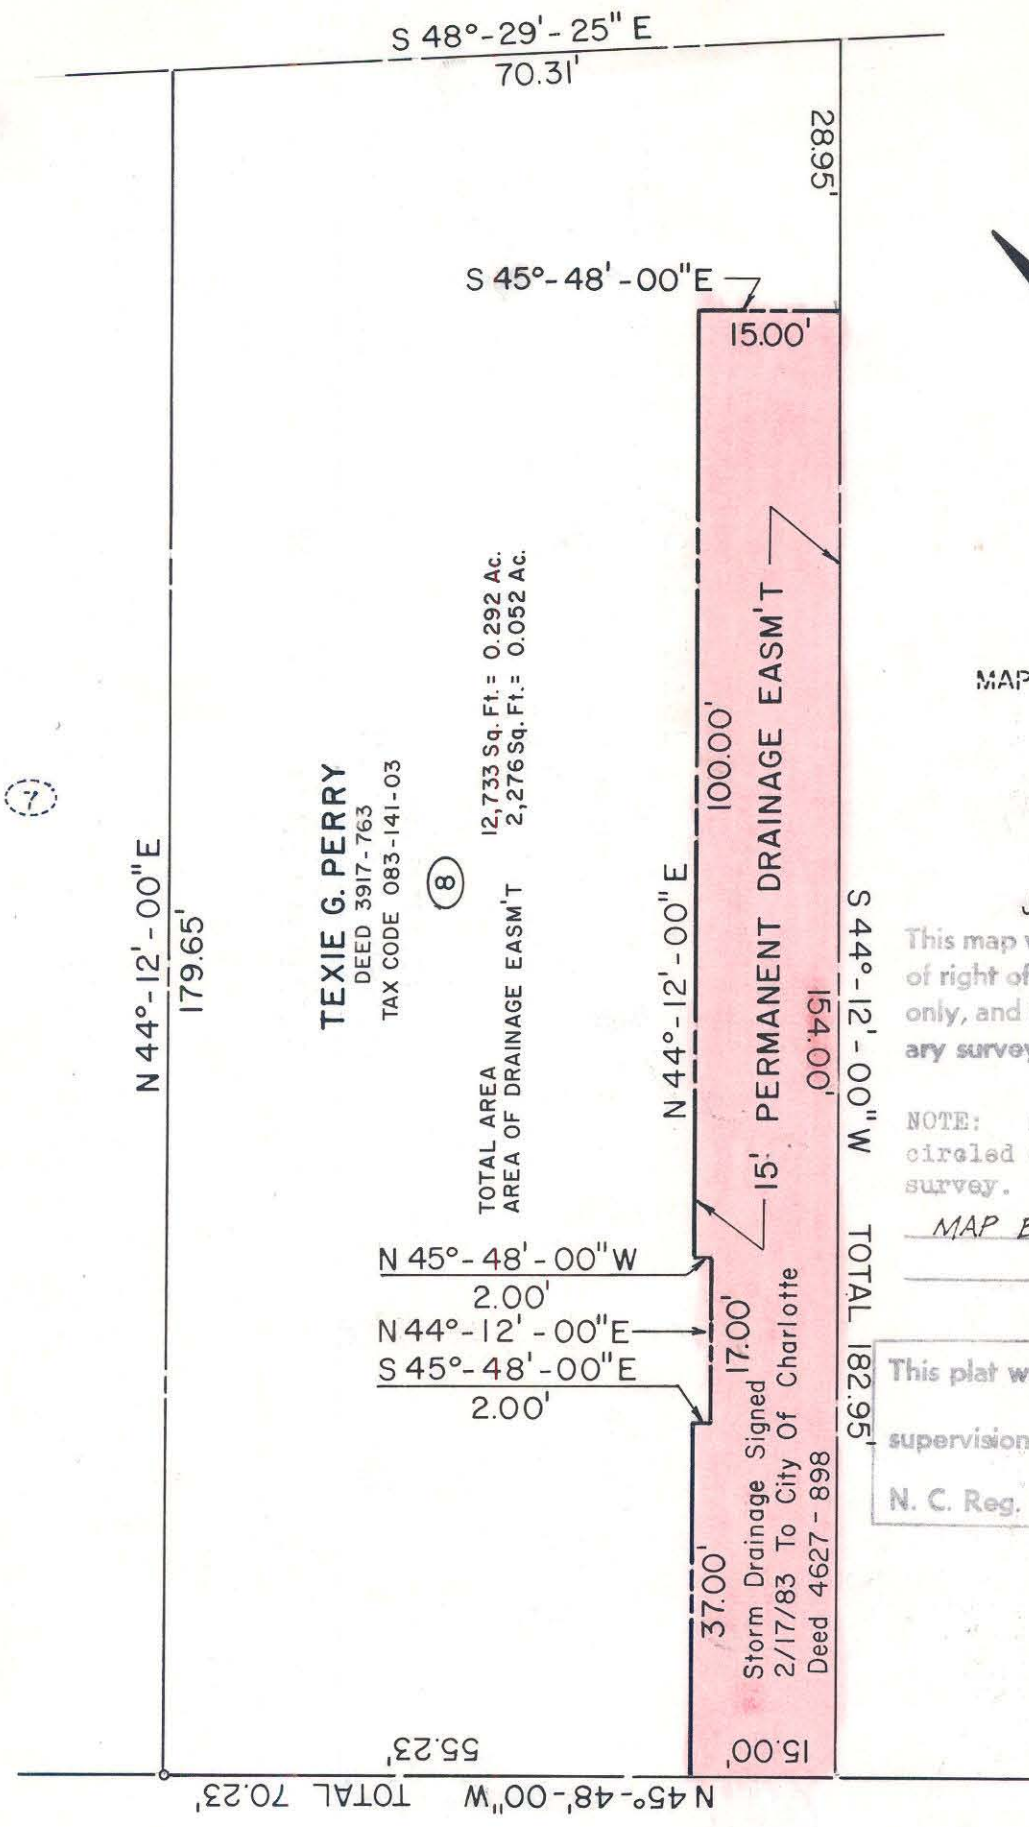 S 48°-29'-25" E
70.31'
28.95'
S 45°-48'-00"E
15.00'
7
N 44°-12'-00"E
179.65'
TEXIE G. PERRY
DEED 3917-763
TAX CODE 083-141-03
8
TOTAL AREA 12,733 Sq. Ft. = 0.292 Ac.
AREA OF DRAINAGE EASM'T 2,276 Sq. Ft. = 0.052 Ac.
N 44°-12'-00"E
100.00'
15' PERMANENT DRAINAGE EASM'T
154.00'
S 44°-12'-00"W TOTAL 182.95'
N 45°-48'-00"W
2.00'
N 44°-12'-00"E
S 45°-48'-00"E
2.00'
17.00'
37.00'
Storm Drainage Signed
2/17/83 To City Of Charlotte
Deed 4627-898
55.23'
15.00'
N 45°-48'-00"W TOTAL 70.23'
MAP
This map
of right of
only, and
ary survey
NOTE:
circled
survey.
MAP
This plat
supervision
N. C. Reg.